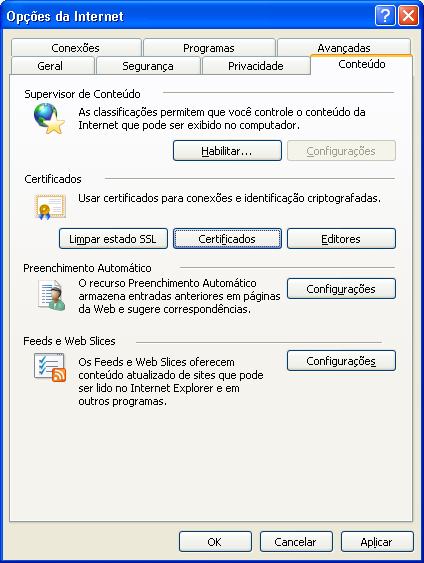 Opções da Internet
Conexões Programas Avançadas
Geral Segurança Privacidade Conteúdo
Supervisor de Conteúdo
As classificações permitem que você controle o conteúdo da
Internet que pode ser exibido no computador.
Habilitar... Configurações
Certificados
Usar certificados para conexões e identificação criptografadas.
Limpar estado SSL Certificados Editores
Preenchimento Automático
O recurso Preenchimento Automático
armazena entradas anteriores em páginas
da Web e sugere correspondências.
Configurações
Feeds e Web Slices
Os Feeds e Web Slices oferecem
conteúdo atualizado de sites que pode
ser lido no Internet Explorer e em
outros programas.
Configurações
OK Cancelar Aplicar